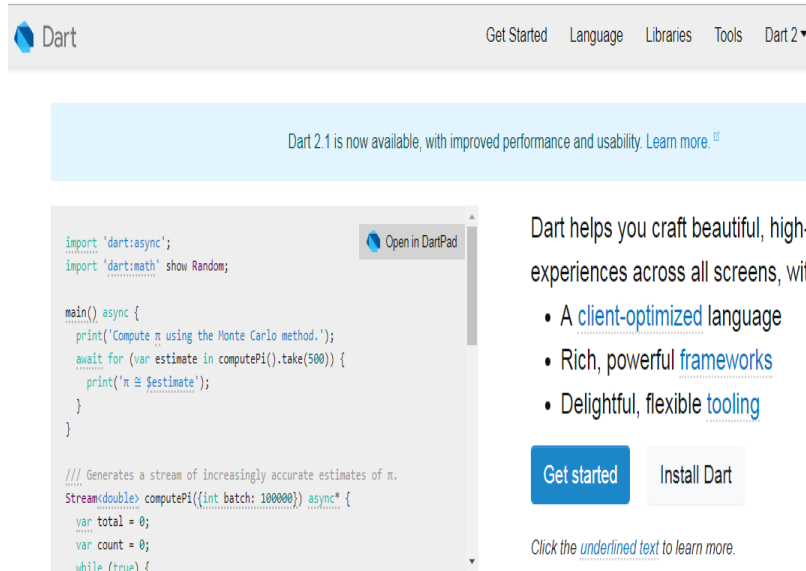 Dart
Get Started Language Libraries Tools Dart 2
Dart 2.1 is now available, with improved performance and usability. Learn more.
import 'dart:async';
import 'dart:math' show Random;
Open in DartPad
main() async {
print('Compute π using the Monte Carlo method.');
await for (var estimate in computePi().take(500)) {
print('π ≅ $estimate');
}
}
/// Generates a stream of increasingly accurate estimates of π.
Stream<double> computePi({int batch: 100000}) async* {
var total = 0;
var count = 0;
while (true) {
Dart helps you craft beautiful, high-
experiences across all screens, wi
• A client-optimized language
• Rich, powerful frameworks
• Delightful, flexible tooling
Get started
Install Dart
Click the underlined text to learn more.